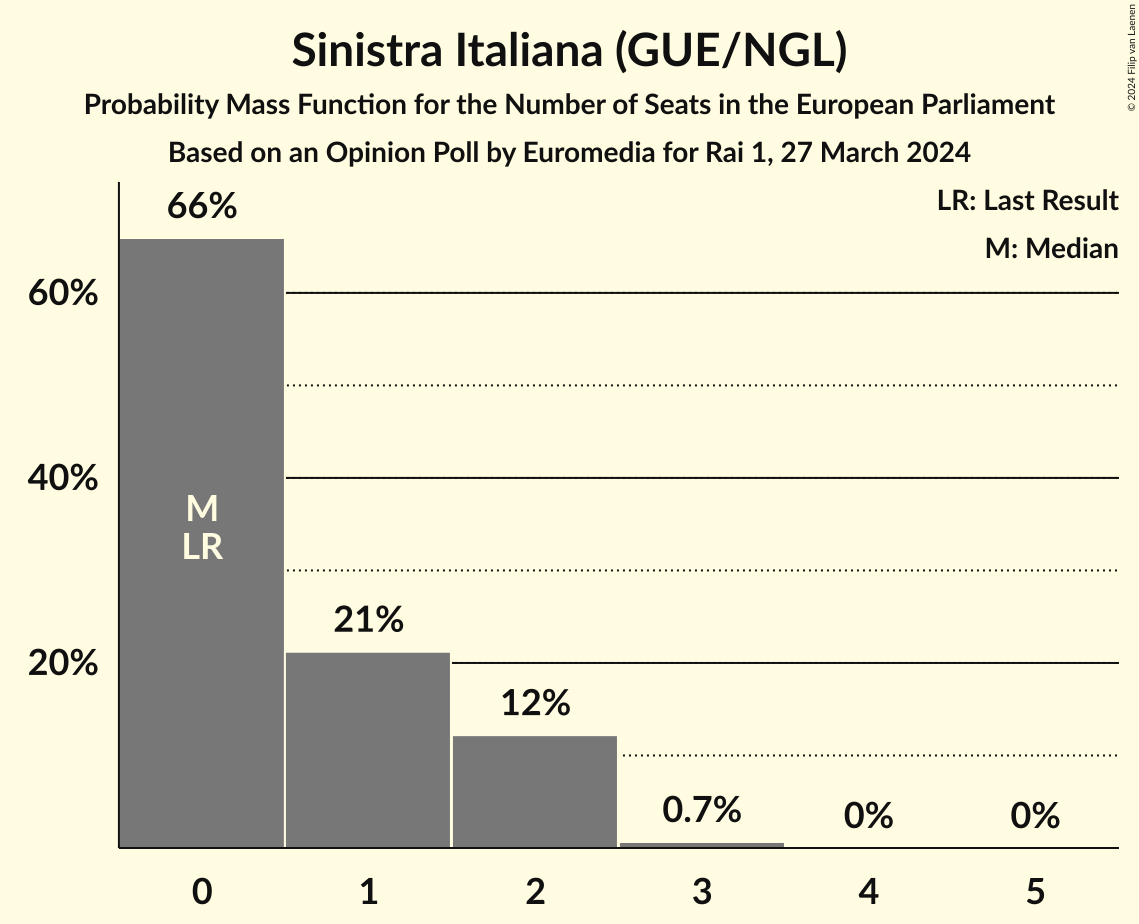 Sinistra Italiana (GUE/NGL)
Probability Mass Function for the Number of Seats in the European Parliament
Based on an Opinion Poll by Euromedia for Rai 1, 27 March 2024
© 2024 Filip van Laenen
LR: Last Result
M: Median
66%
60%
40%
M
LR
21%
20%
12%
0.7%
0%
0%
0
1
2
3
4
5